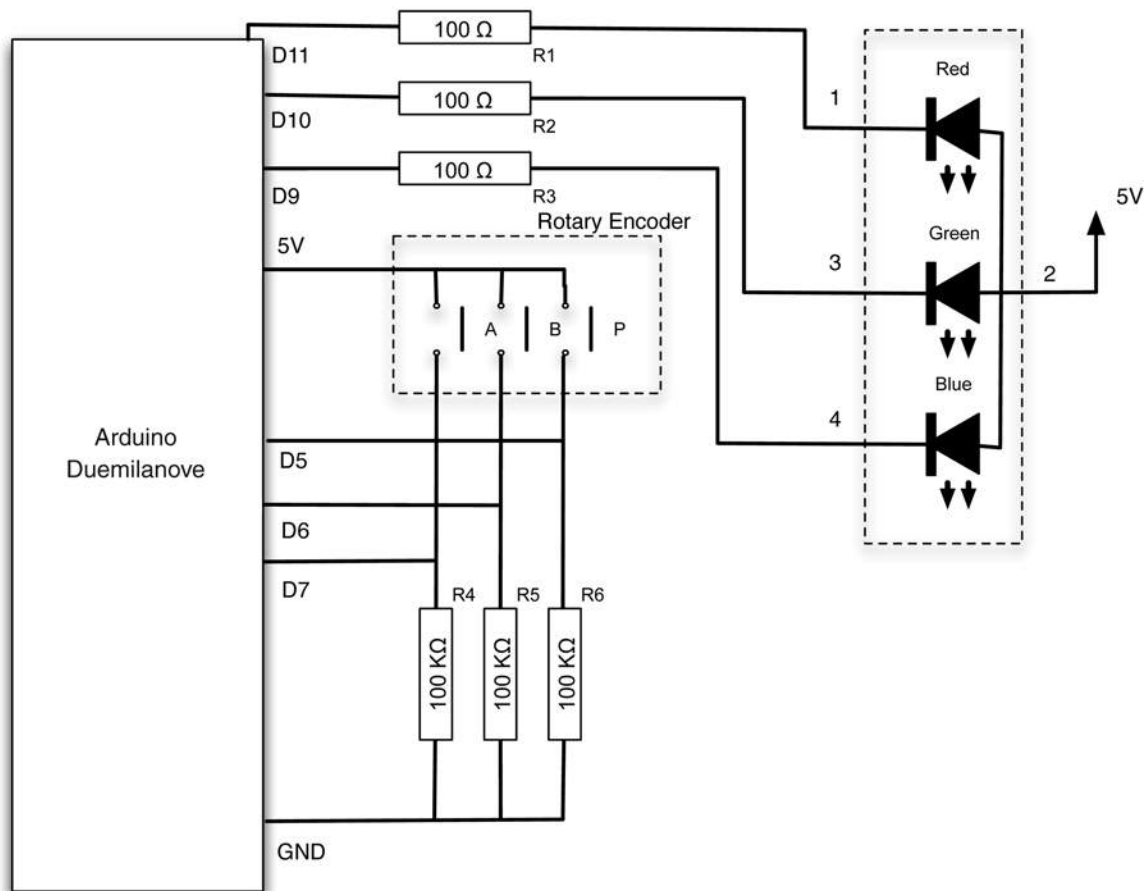 100 Ω
D11
R1
Red
1
100 Ω
D10
R2
100 Ω
D9
R3
5V
Rotary Encoder
5V
Green
3
2
A
B
P
Blue
4
Arduino
Duemilanove
D5
D6
D7
R4
R5
R6
100 KΩ
100 KΩ
100 KΩ
GND